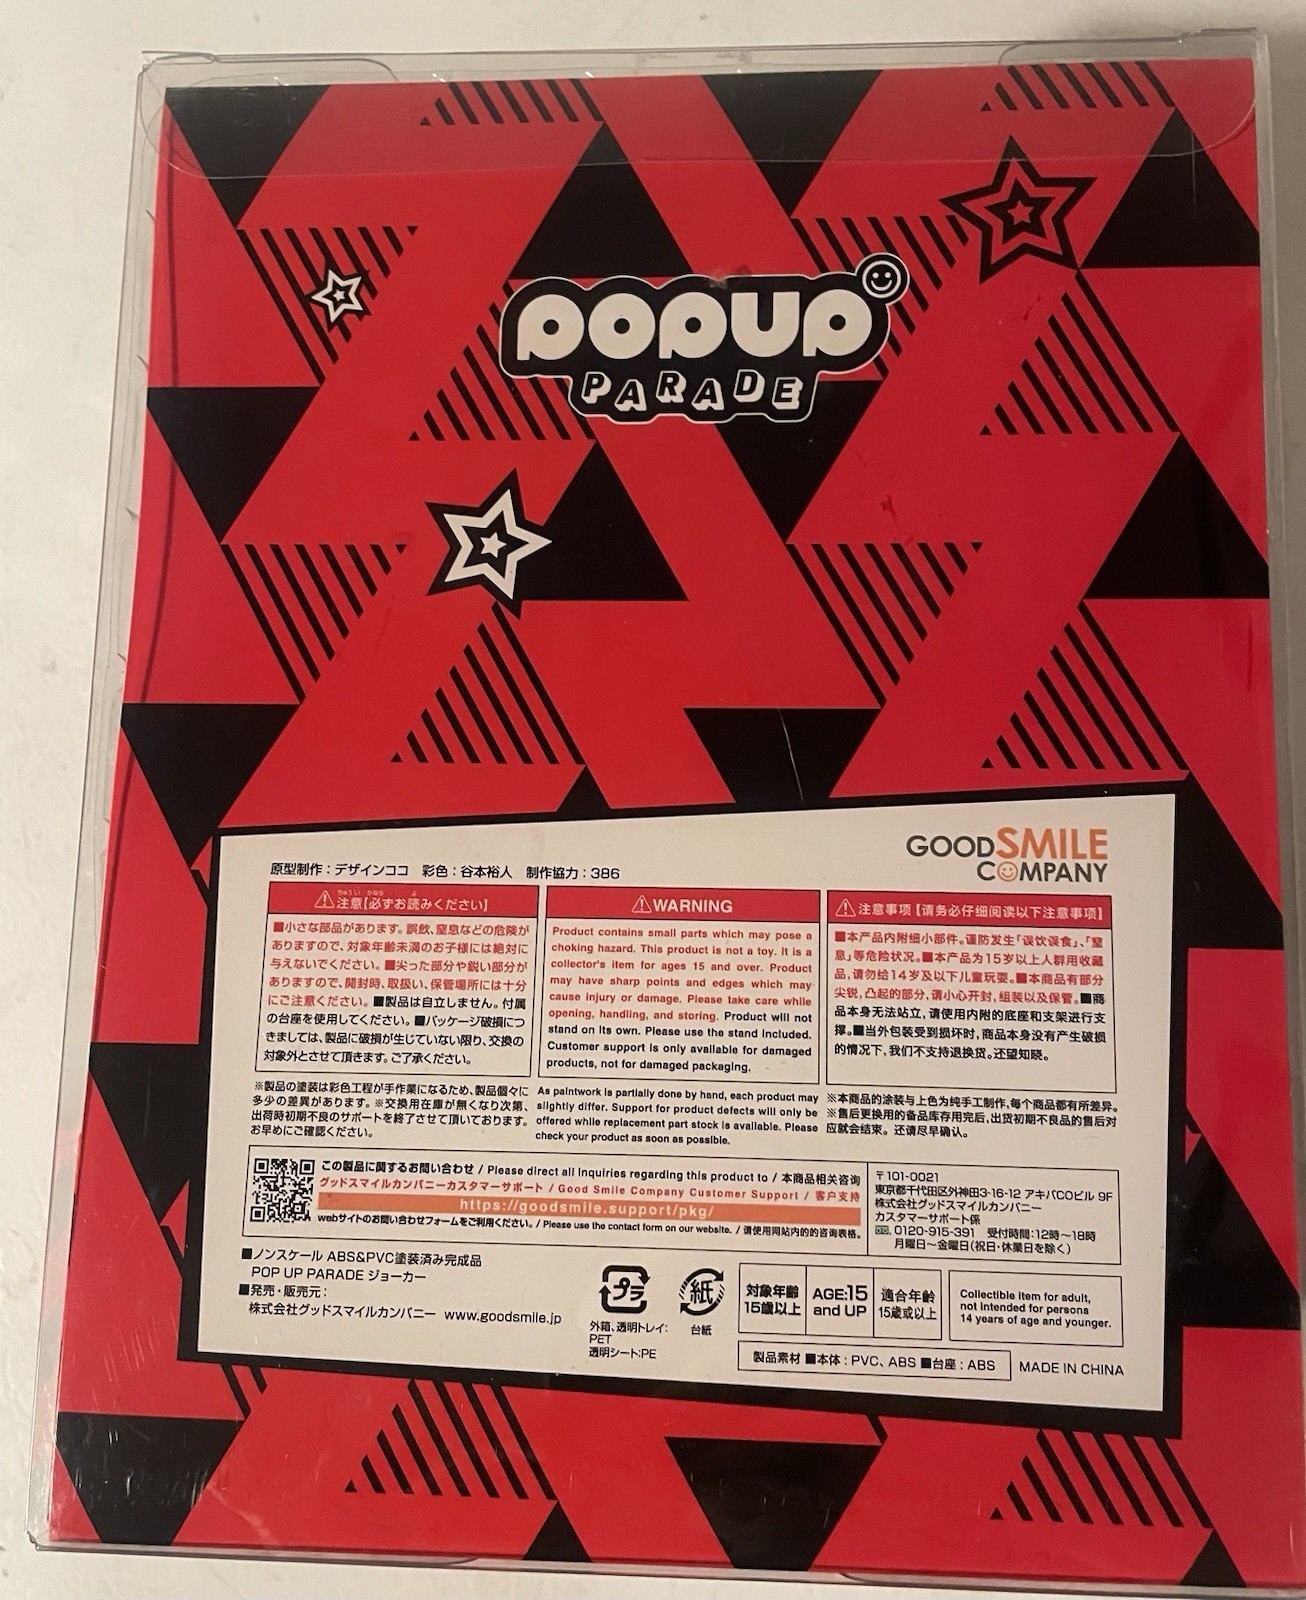 POPUP
PARADE
GOODSMILE
COMPANY
原型制作：デザインココ　彩色：谷本裕人　制作協力：386
注意【必ずお読みください】
■小さな部品があります。誤飲、窒息などの危険が
ありますので、対象年齢未満のお子様には絶対に
与えないでください。■尖った部分や鋭い部分が
ありますので、開封時、取扱い、保管場所には十分
にご注意ください。■製品は自立しません。付属
の台座を使用してください。■パッケージ破損につ
きましては、製品に破損が生じていない限り、交換の
対象外とさせて頂きます。ご了承ください。
WARNING
Product contains small parts which may pose a
choking hazard. This product is not a toy. It is a
collector's item for ages 15 and over. Product
may have sharp points and edges which may
cause injury or damage. Please take care while
opening, handling, and storing. Product will not
stand on its own. Please use the stand included.
Customer support is only available for damaged
products, not for damaged packaging.
注意事项【请务必仔细阅读以下注意事项】
■本产品内附细小部件。谨防发生「误饮误食」、「窒
息」等危险状况。■本产品为15岁以上人群用收藏
品，请勿给14岁及以下儿童玩耍。■本商品有部分
尖锐，凸起的部分，请小心开封，组装以及保管。■商
品本身无法站立，请使用内附的底座和支架进行支
撑。■当外包装受到损坏时，商品本身没有产生破损
的情况下，我们不支持退换货。还望知晓。
※製品の塗装は彩色工程が手作業になるため、製品個々に
多少の差異があります。※交換用在庫が無くなり次第、
出荷時初期不良のサポートを終了させて頂いております。
お早めにご確認ください。
As paintwork is partially done by hand, each product may
slightly differ. Support for product defects will only be
offered while replacement part stock is available. Please
check your product as soon as possible.
※本商品的涂装与上色为纯手工制作，每个商品都有所差异。
※售后更换用的备品库存用完后，出货初期不良品的售后对
应就会结束。 还请尽早确认。
この製品に関するお問い合わせ / Please direct all inquiries regarding this product to / 本商品相关咨询
グッドスマイルカンパニーカスタマーサポート / Good Smile Company Customer Support / 客户支持
https://goodsmile.support/pkg/
webサイトのお問い合わせフォームをご利用ください。/ Please use the contact form on our website. / 请使用网站内的的咨询表格。
〒101-0021
東京都千代田区外神田3-16-12 アキバCOビル 9F
株式会社グッドスマイルカンパニー
カスタマーサポート係
0120-915-391　受付時間：12時～18時
月曜日～金曜日（祝日・休業日を除く）
■ノンスケール ABS&PVC塗装済み完成品
POP UP PARADE ジョーカー
■発売・販売元：
株式会社グッドスマイルカンパニー www.goodsmile.jp
プラ
外箱、透明トレイ：
PET
透明シート：PE
紙
台紙
対象年齢
15歳以上
AGE:15
and UP
適合年齢
15歳或以上
Collectible item for adult,
not intended for persons
14 years of age and younger.
製品素材 ■本体：PVC、ABS ■台座：ABS
MADE IN CHINA